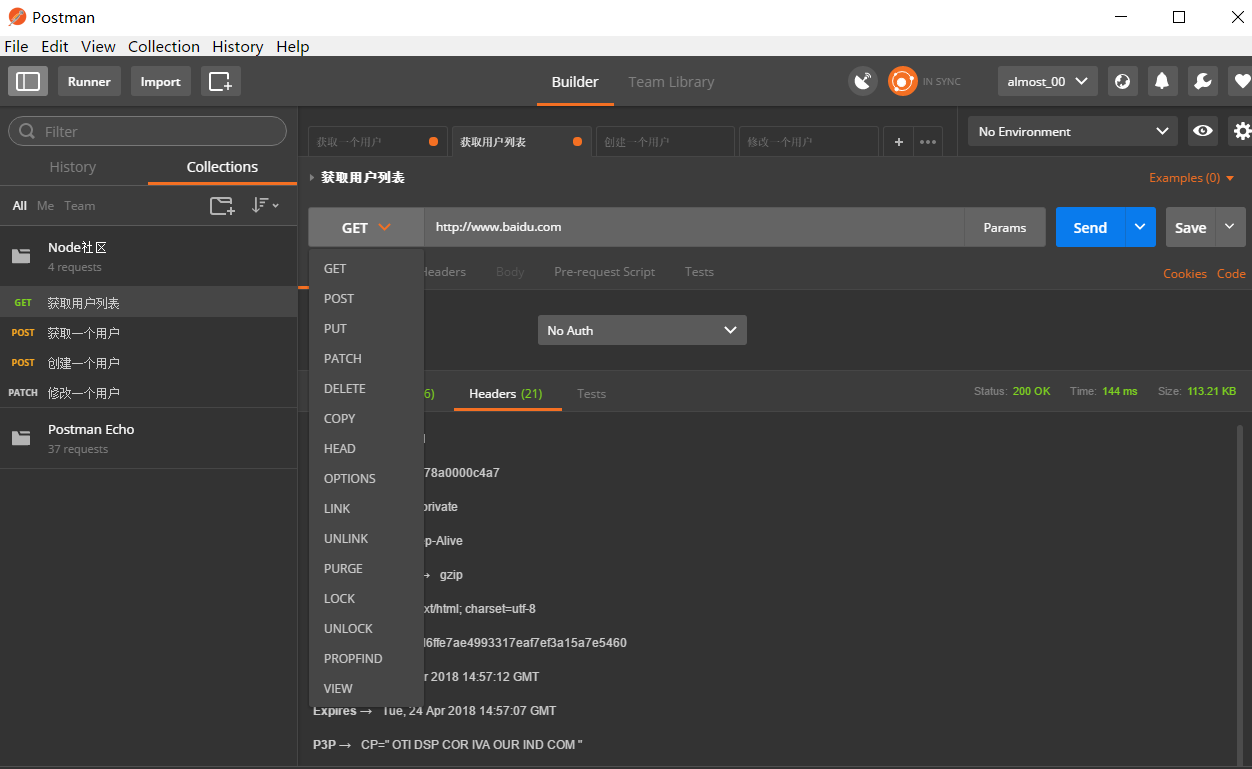 Postman
File Edit View Collection History Help
Runner Import Builder Team Library IN SYNC almost_00
Filter
History Collections
All Me Team
Node社区
4 requests
GET 获取用户列表
POST 获取一个用户
POST 创建一个用户
PATCH 修改一个用户
Postman Echo
37 requests
获取一个用户 获取用户列表 创建一个用户 修改一个用户 + ••• No Environment
获取用户列表 Examples (0)
GET http://www.baidu.com Params Send Save
Headers Body Pre-request Script Tests Cookies Code
GET
POST
PUT
PATCH
DELETE
COPY
HEAD
OPTIONS
LINK
UNLINK
PURGE
LOCK
UNLOCK
PROPFIND
VIEW
No Auth
6) Headers (21) Tests Status: 200 OK Time: 144 ms Size: 113.21 KB
78a0000c4a7
private
p-Alive
→ gzip
xt/html; charset=utf-8
6ffe7ae4993317eaf7ef3a15a7e5460
r 2018 14:57:12 GMT
Expires → Tue, 24 Apr 2018 14:57:07 GMT
P3P → CP=" OTI DSP COR IVA OUR IND COM "